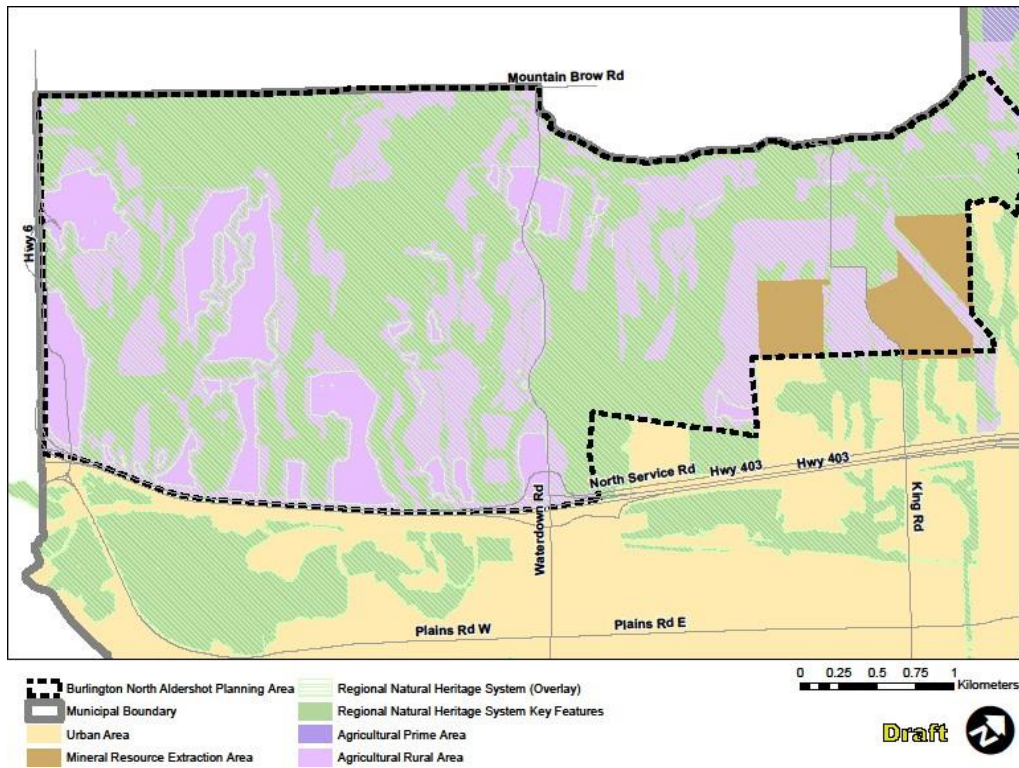 Mountain Brow Rd
Hwy 6
North Service Rd
Hwy 403
Hwy 403
Waterdown Rd
King Rd
Plains Rd W
Plains Rd E
Burlington North Aldershot Planning Area
Municipal Boundary
Urban Area
Mineral Resource Extraction Area
Regional Natural Heritage System (Overlay)
Regional Natural Heritage System Key Features
Agricultural Prime Area
Agricultural Rural Area
0 0.25 0.5 0.75 1
Kilometers
Draft
N